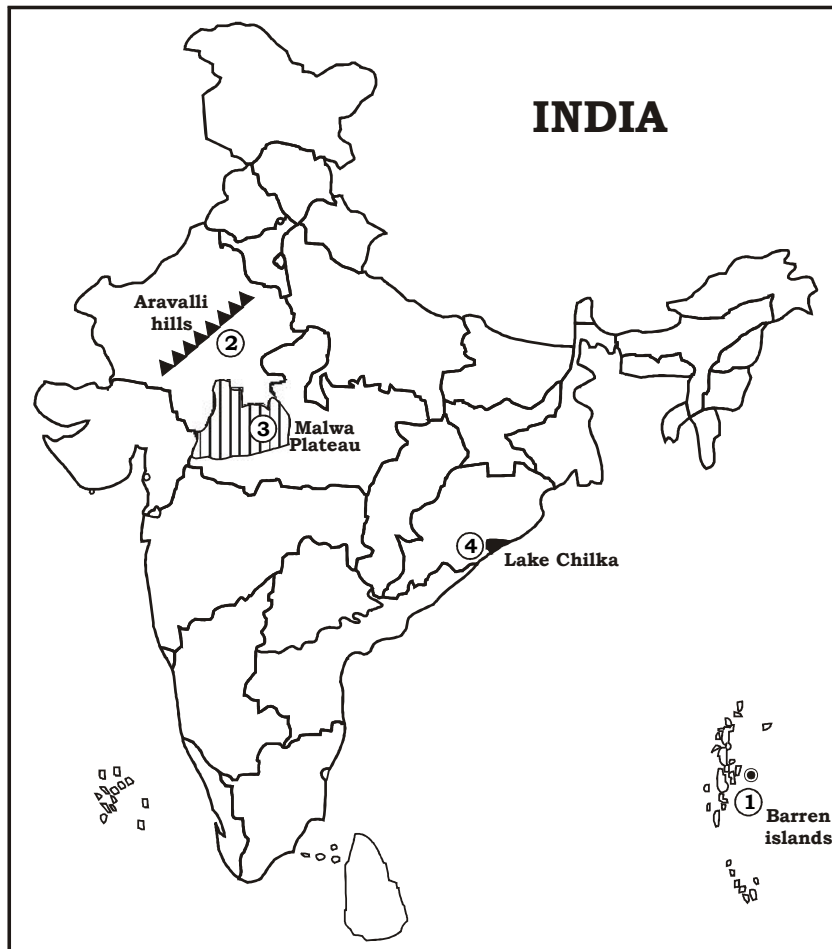 INDIA
Aravalli
hills
2
3
Malwa
Plateau
4
Lake Chilka
1
Barren
islands